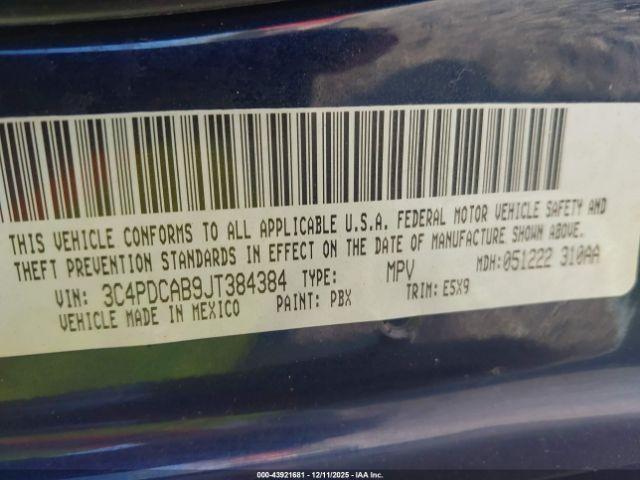 THIS VEHICLE CONFORMS TO ALL APPLICABLE U.S.A. FEDERAL MOTOR VEHICLE SAFETY AND
THEFT PREVENTION STANDARDS IN EFFECT ON THE DATE OF MANUFACTURE SHOWN ABOVE.
VIN: 3C4PDCAB9JT384384 TYPE: MPV MDH:051222 310AA
VEHICLE MADE IN MEXICO PAINT: PBX TRIM: E5X9
000-43921681 - 12/11/2025 - IAA Inc.